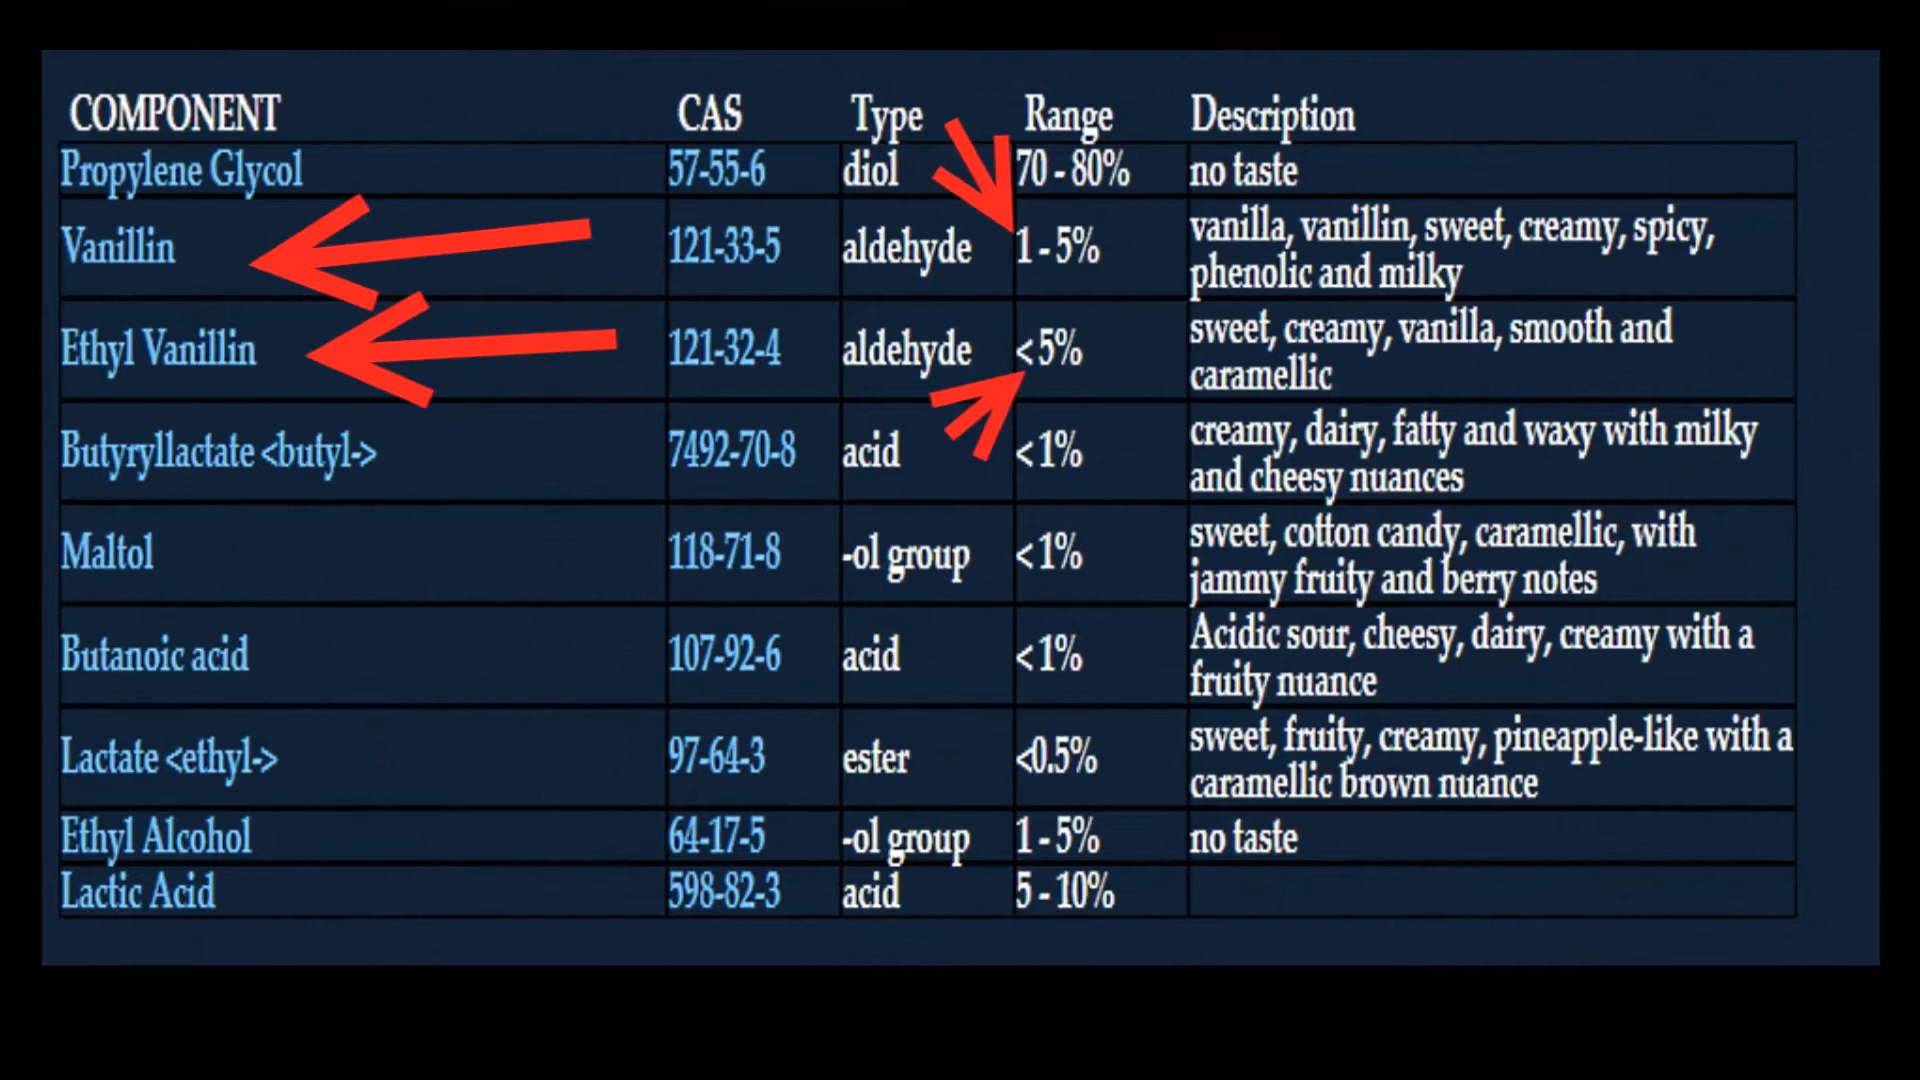 COMPONENT CAS Type Range Description
Propylene Glycol 57-55-6 diol 70 - 80% no taste
Vanillin 121-33-5 aldehyde 1 - 5% vanilla, vanillin, sweet, creamy, spicy,
phenolic and milky
Ethyl Vanillin 121-32-4 aldehyde < 5% sweet, creamy, vanilla, smooth and
caramellic
Butyryllactate <butyl-> 7492-70-8 acid < 1% creamy, dairy, fatty and waxy with milky
and cheesy nuances
Maltol 118-71-8 -ol group < 1% sweet, cotton candy, caramellic, with
jammy fruity and berry notes
Butanoic acid 107-92-6 acid < 1% Acidic sour, cheesy, dairy, creamy with a
fruity nuance
Lactate <ethyl-> 97-64-3 ester <0.5% sweet, fruity, creamy, pineapple-like with a
caramellic brown nuance
Ethyl Alcohol 64-17-5 -ol group 1 - 5% no taste
Lactic Acid 598-82-3 acid 5 - 10%